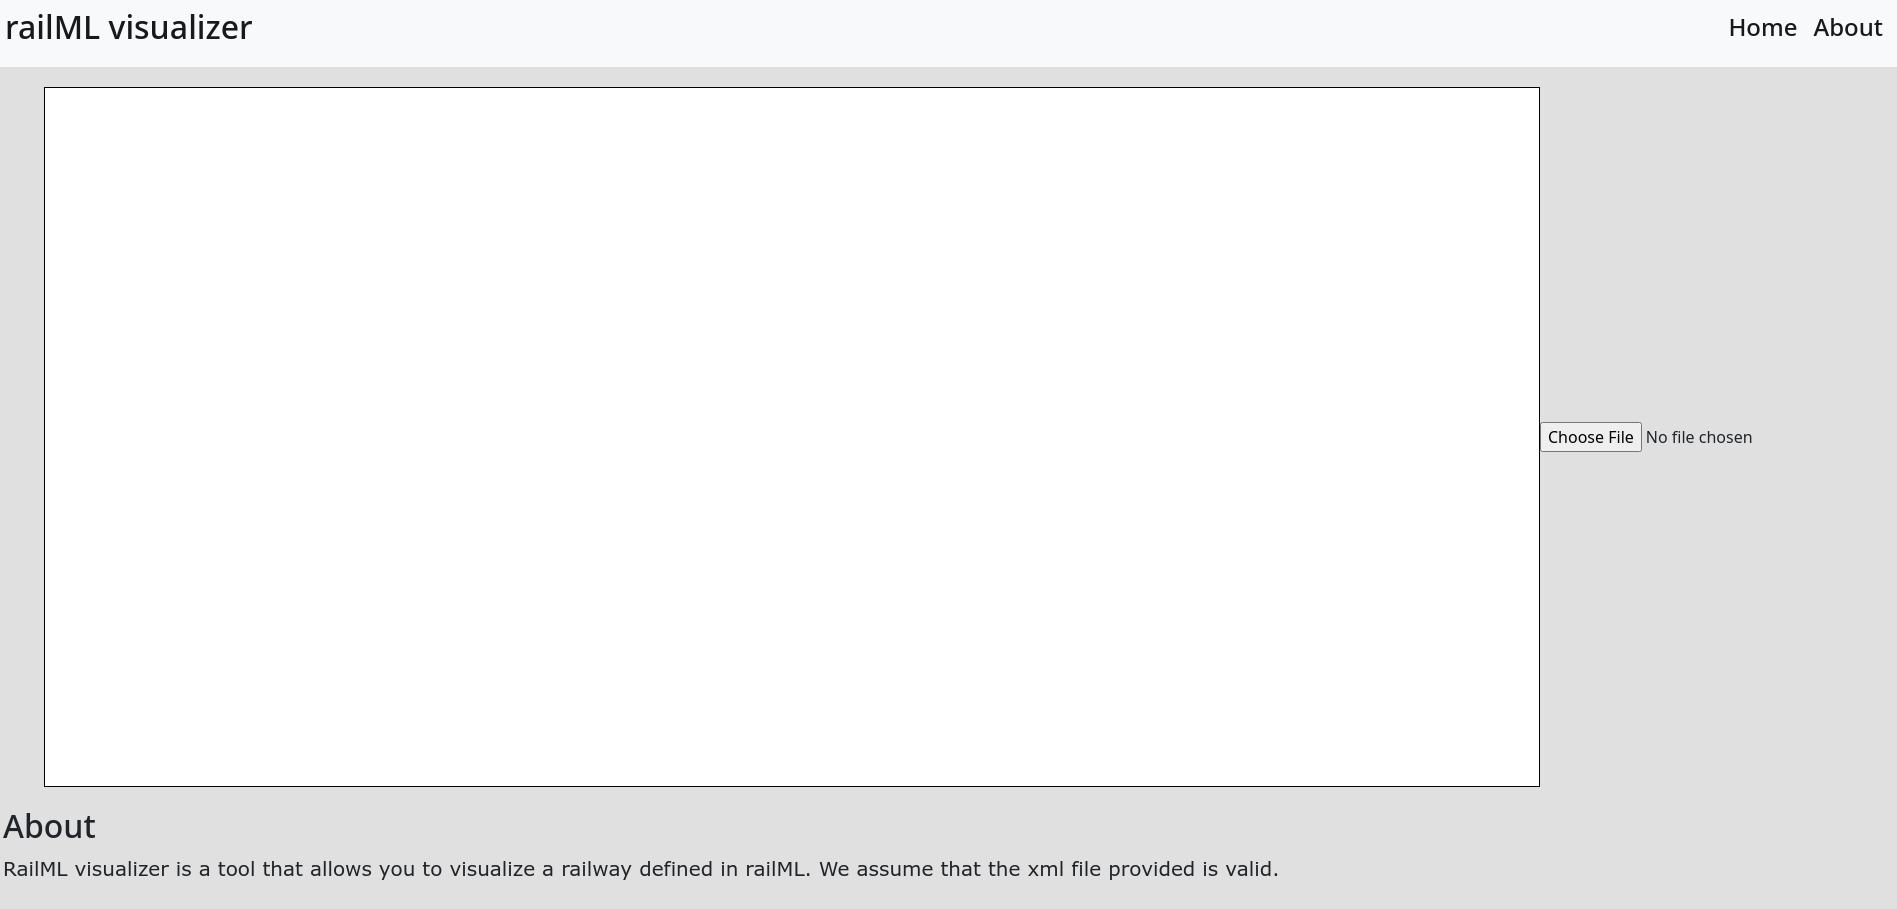 railML visualizer
Home About
Choose File No file chosen
About
RailML visualizer is a tool that allows you to visualize a railway defined in railML. We assume that the xml file provided is valid.